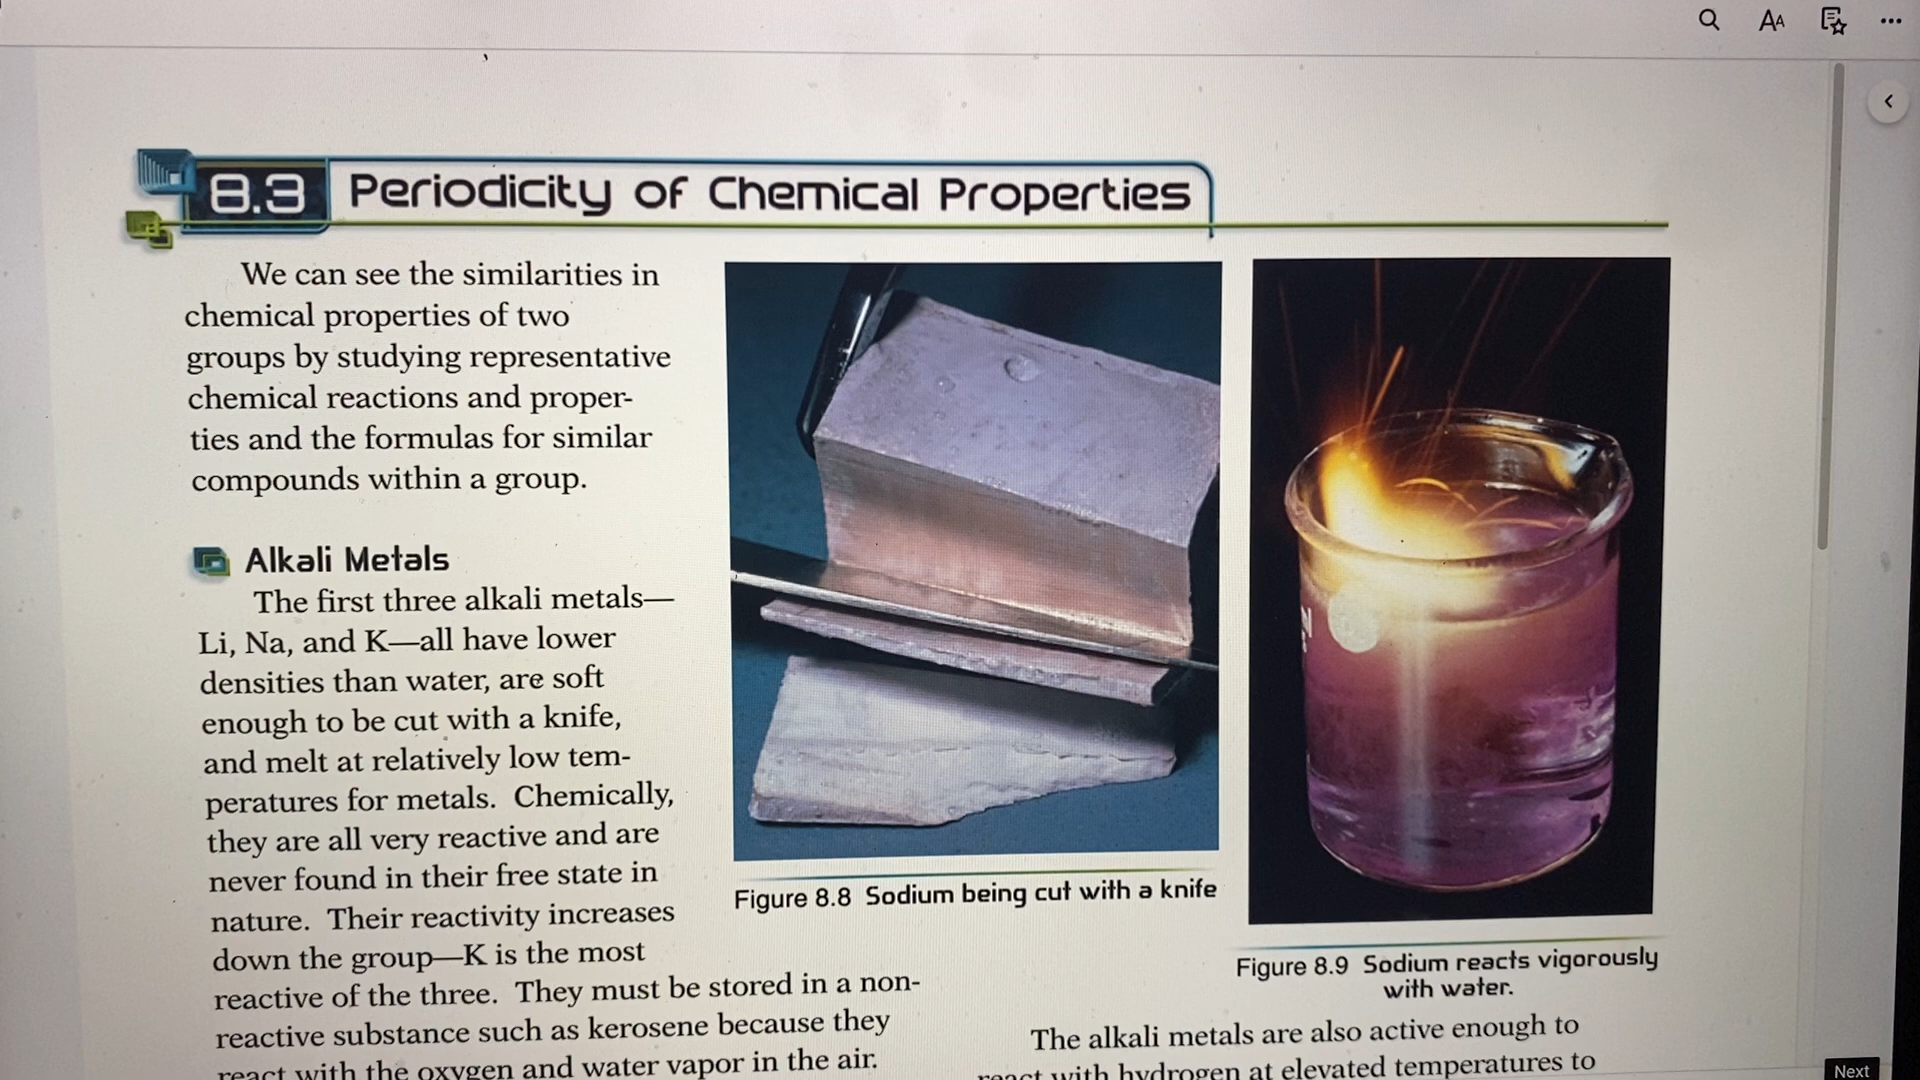 8.3 Periodicity of Chemical Properties
We can see the similarities in
chemical properties of two
groups by studying representative
chemical reactions and proper-
ties and the formulas for similar
compounds within a group.
Alkali Metals
The first three alkali metals—
Li, Na, and K—all have lower
densities than water, are soft
enough to be cut with a knife,
and melt at relatively low tem-
peratures for metals. Chemically,
they are all very reactive and are
never found in their free state in
nature. Their reactivity increases
down the group—K is the most
reactive of the three. They must be stored in a non-
reactive substance such as kerosene because they
react with the oxygen and water vapor in the air.
Figure 8.8 Sodium being cut with a knife
Figure 8.9 Sodium reacts vigorously
with water.
The alkali metals are also active enough to
react with hydrogen at elevated temperatures to
Next